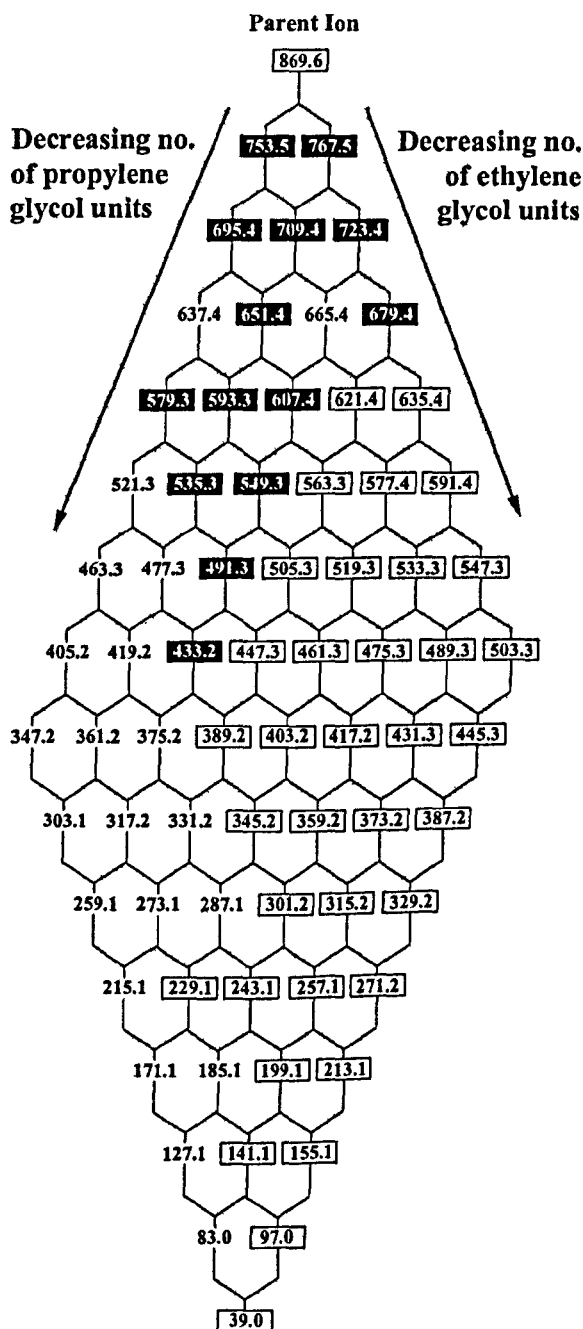 Parent Ion
869.6
Decreasing no.
of propylene
glycol units
Decreasing no.
of ethylene
glycol units
753.5 767.5
695.4 709.4 723.4
637.4 651.4 665.4 679.4
579.3 593.3 607.4 621.4 635.4
521.3 535.3 549.3 563.3 577.4 591.4
463.3 477.3 491.3 505.3 519.3 533.3 547.3
405.2 419.2 433.2 447.3 461.3 475.3 489.3 503.3
347.2 361.2 375.2 389.2 403.2 417.2 431.3 445.3
303.1 317.2 331.2 345.2 359.2 373.2 387.2
259.1 273.1 287.1 301.2 315.2 329.2
215.1 229.1 243.1 257.1 271.2
171.1 185.1 199.1 213.1
127.1 141.1 155.1
83.0 97.0
39.0